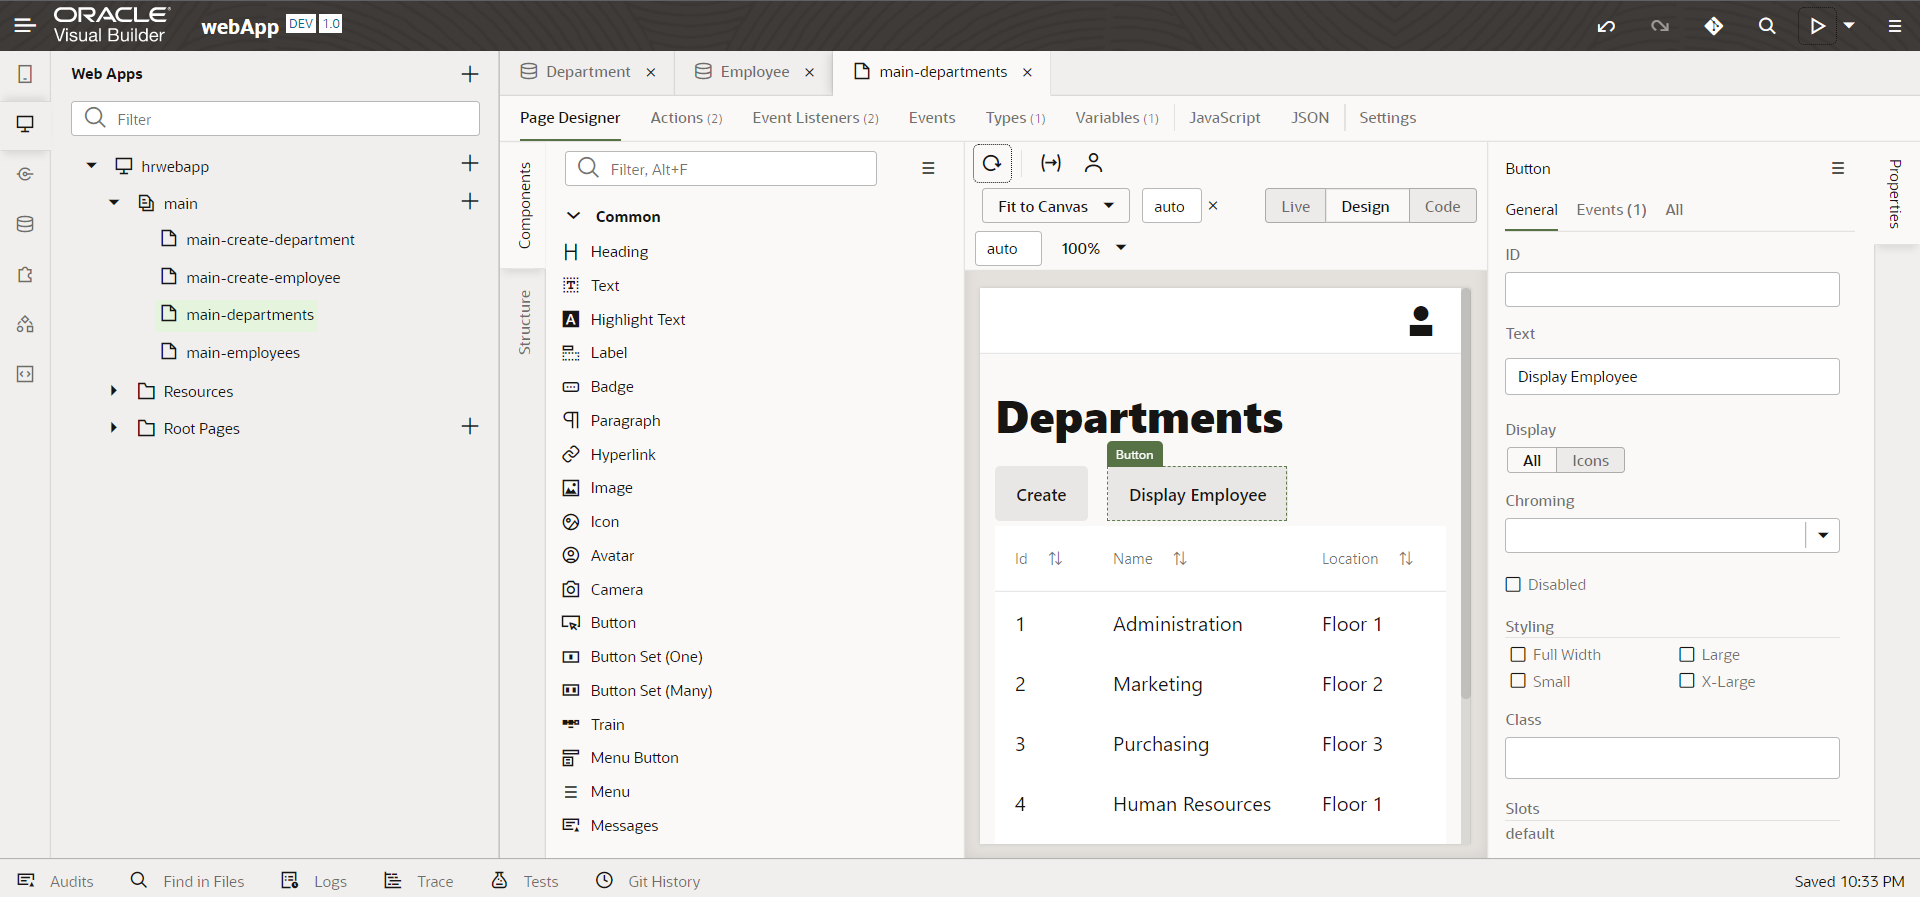 ORACLE
Visual Builder
webApp DEV 1.0
Web Apps
Filter
hrwebapp
main
main-create-department
main-create-employee
main-departments
main-employees
Resources
Root Pages
Department
Employee
main-departments
Page Designer
Actions (2)
Event Listeners (2)
Events
Types (1)
Variables (1)
JavaScript
JSON
Settings
Components
Structure
Filter, Alt+F
Common
Heading
Text
Highlight Text
Label
Badge
Paragraph
Hyperlink
Image
Icon
Avatar
Camera
Button
Button Set (One)
Button Set (Many)
Train
Menu Button
Menu
Messages
Fit to Canvas
auto
Live
Design
Code
auto
100%
Departments
Button
Create
Display Employee
Id Name Location
1 Administration Floor 1
2 Marketing Floor 2
3 Purchasing Floor 3
4 Human Resources Floor 1
Button
General
Events (1)
All
ID
Text
Display Employee
Display
All
Icons
Chroming
Disabled
Styling
Full Width
Large
Small
X-Large
Class
Slots
default
Properties
Audits
Find in Files
Logs
Trace
Tests
Git History
Saved 10:33 PM